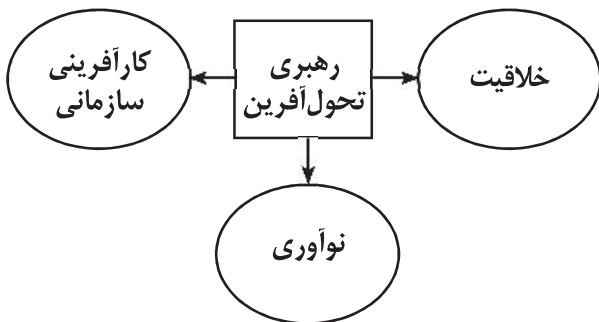 خلاقیت
رهبری
تحول‌آفرین
کارآفرینی
سازمانی
نوآوری